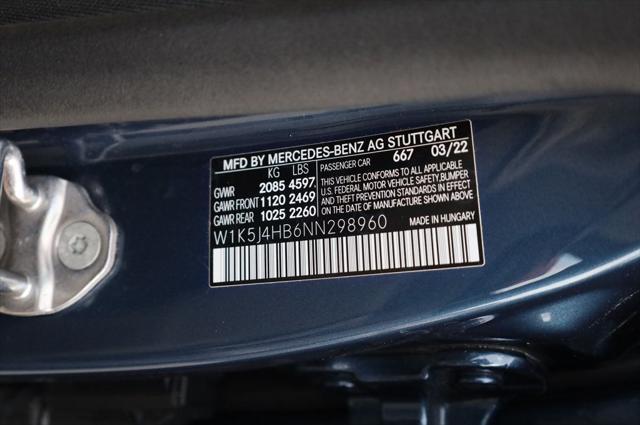 MFD BY MERCEDES-BENZ AG STUTTGART
KG LBS PASSENGER CAR 667 03/22
GVWR 2085 4597
GAWR FRONT 1120 2469
GAWR REAR 1025 2260
THIS VEHICLE CONFORMS TO ALL APPLICABLE
U.S. FEDERAL MOTOR VEHICLE SAFETY, BUMPER
AND THEFT PREVENTION STANDARDS IN EFFECT
ON THE DATE OF MANUFACTURE SHOWN ABOVE.
MADE IN HUNGARY
W1K5J4HB6NN298960